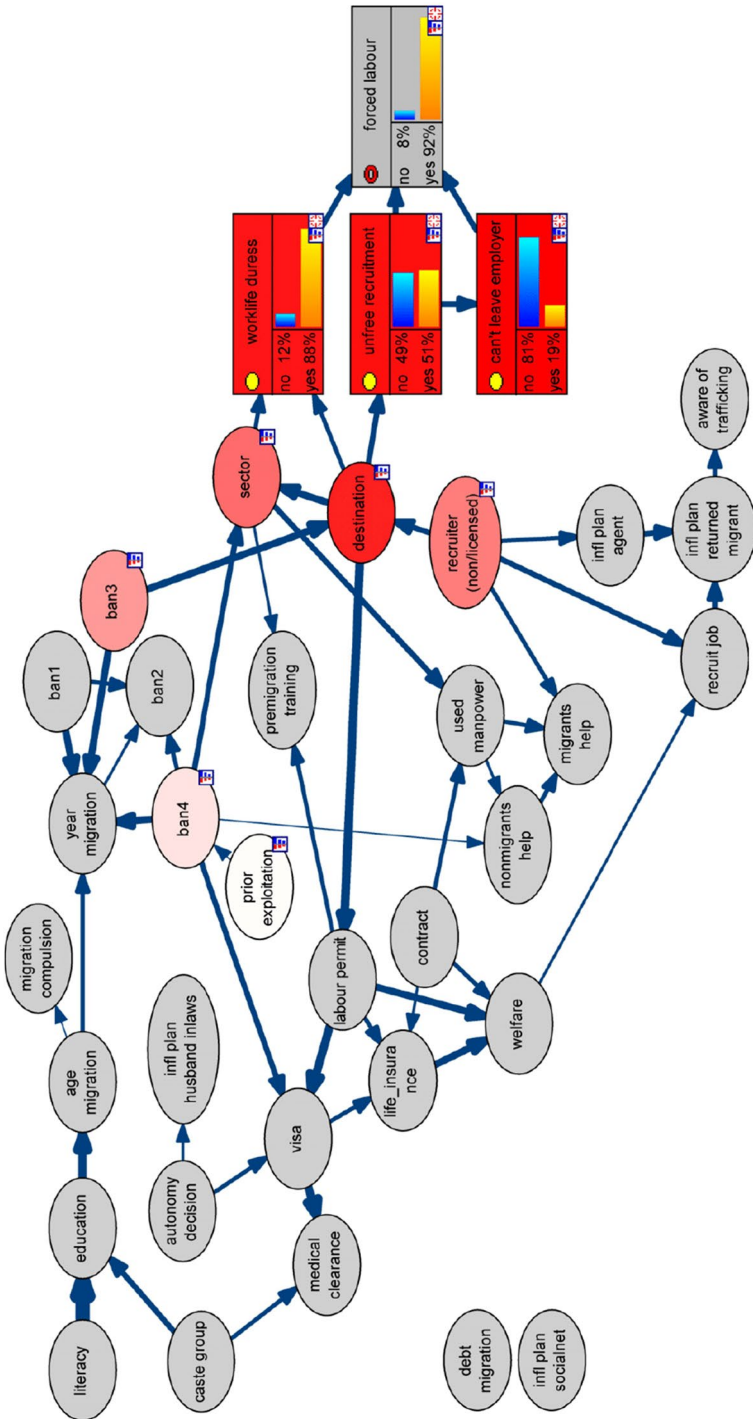 literacy
education
age
migration
migration
compulsion
year
migration
ban1
ban2
ban3
caste group
autonomy
decision
infl plan
husband inlaws
prior
exploitation
ban4
medical
clearance
visa
life_insura
nce
labour permit
contract
welfare
premigration
training
used
manpower
nonmigrants
help
migrants
help
sector
destination
recruiter
(non/licensed)
infl plan
agent
recruit job
infl plan
returned
migrant
aware of
trafficking
debt
migration
infl plan
socialnet
worklife duress
no 12%
yes 88%
unfree recruitment
no 49%
yes 51%
can't leave employer
no 81%
yes 19%
forced labour
no 8%
yes 92%